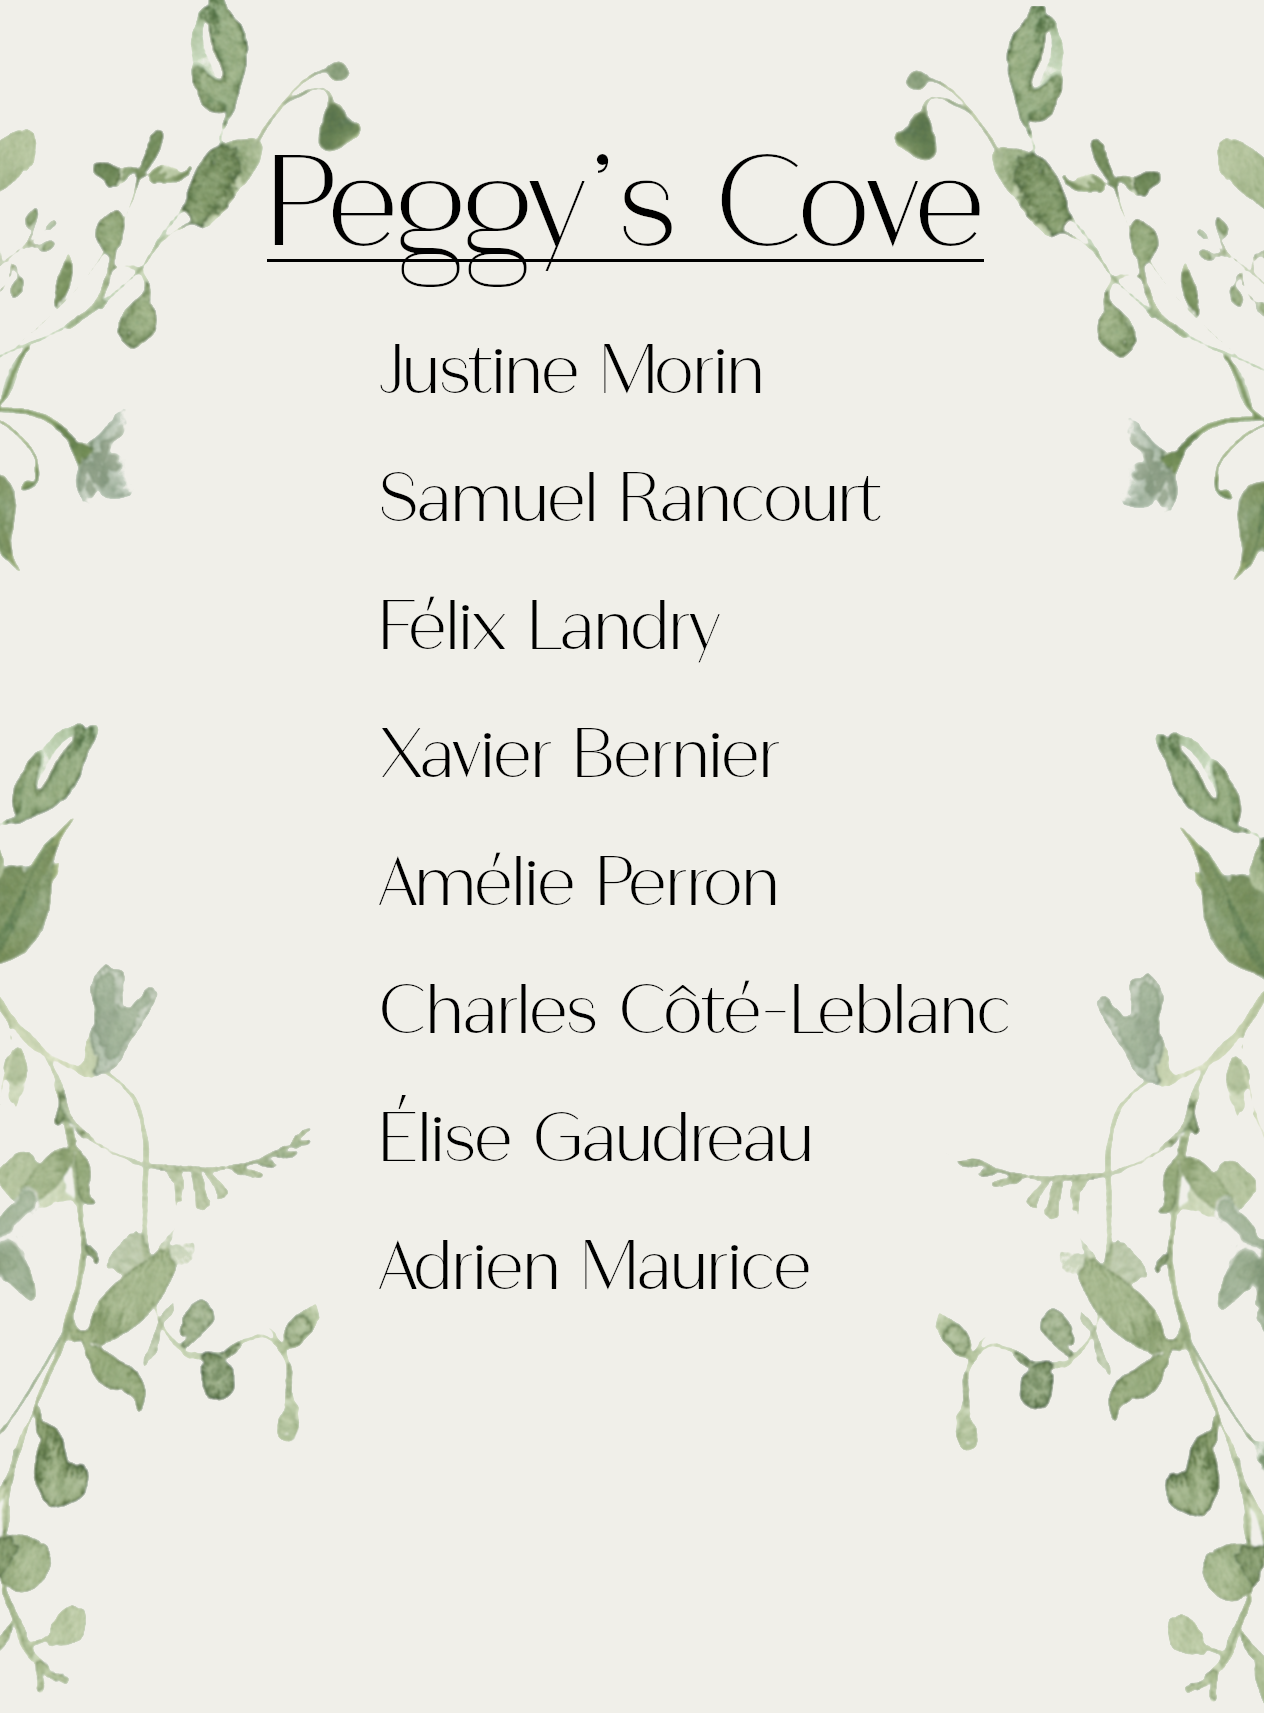 Peggy’s Cove
Justine Morin
Samuel Rancourt
Félix Landry
Xavier Bernier
Amélie Perron
Charles Côté-Leblanc
Élise Gaudreau
Adrien Maurice